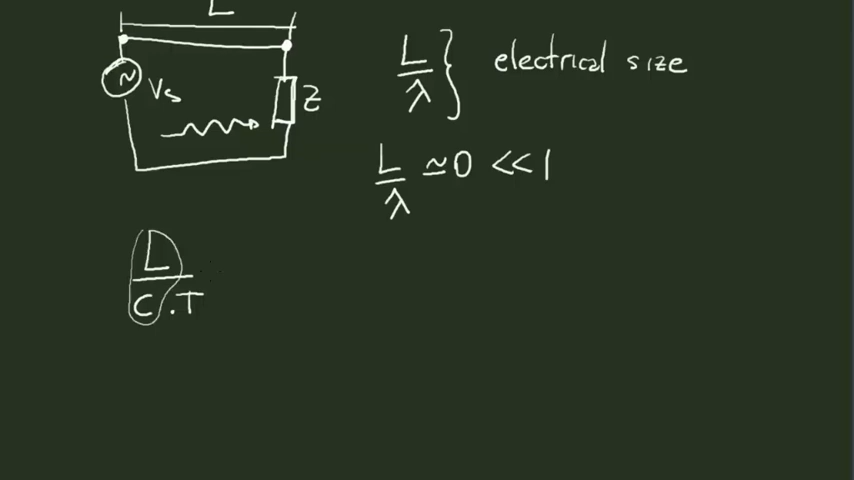 L
Vs
Z
L/λ } electrical size
L/λ ≃ 0 << 1
L/C.T